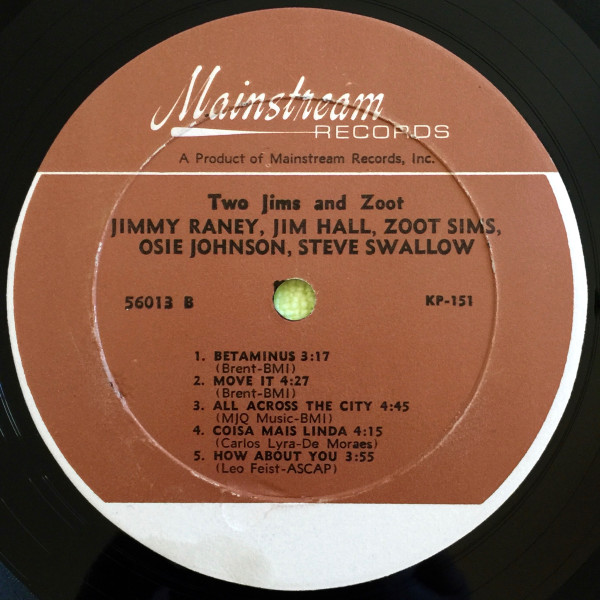 Mainstream
RECORDS
A Product of Mainstream Records, Inc.
Two Jims and Zoot
JIMMY RANEY, JIM HALL, ZOOT SIMS,
OSIE JOHNSON, STEVE SWALLOW
56013 B
KP-151
1. BETAMINUS 3:17
(Brent-BMI)
2. MOVE IT 4:27
(Brent-BMI)
3. ALL ACROSS THE CITY 4:45
(MJQ Music-BMI)
4. COISA MAIS LINDA 4:15
(Carlos Lyra-De Moraes)
5. HOW ABOUT YOU 3:55
(Leo Feist-ASCAP)